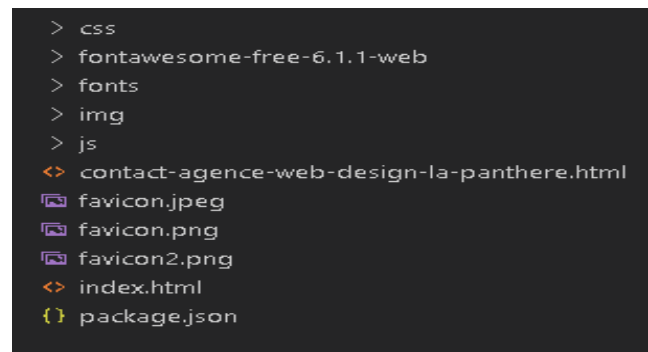 > css
> fontawesome-free-6.1.1-web
> fonts
> img
> js
<> contact-agence-web-design-la-panthere.html
favicon.jpeg
favicon.png
favicon2.png
<> index.html
{} package.json